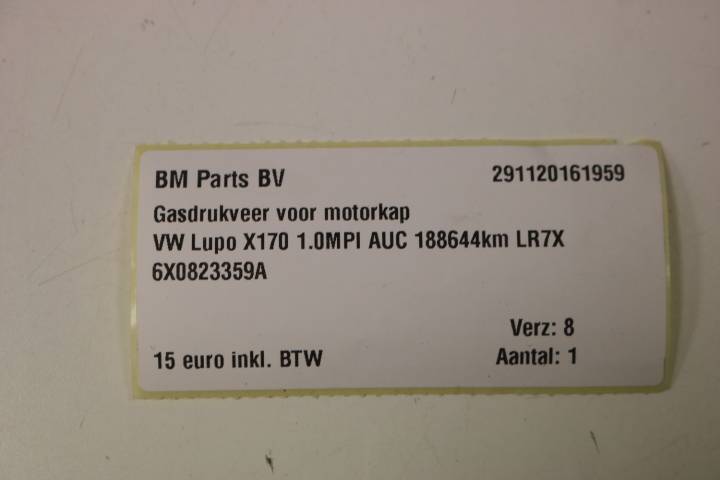 BM Parts BV 291120161959
Gasdrukveer voor motorkap
VW Lupo X170 1.0MPI AUC 188644km LR7X
6X0823359A
Verz: 8
15 euro inkl. BTW Aantal: 1